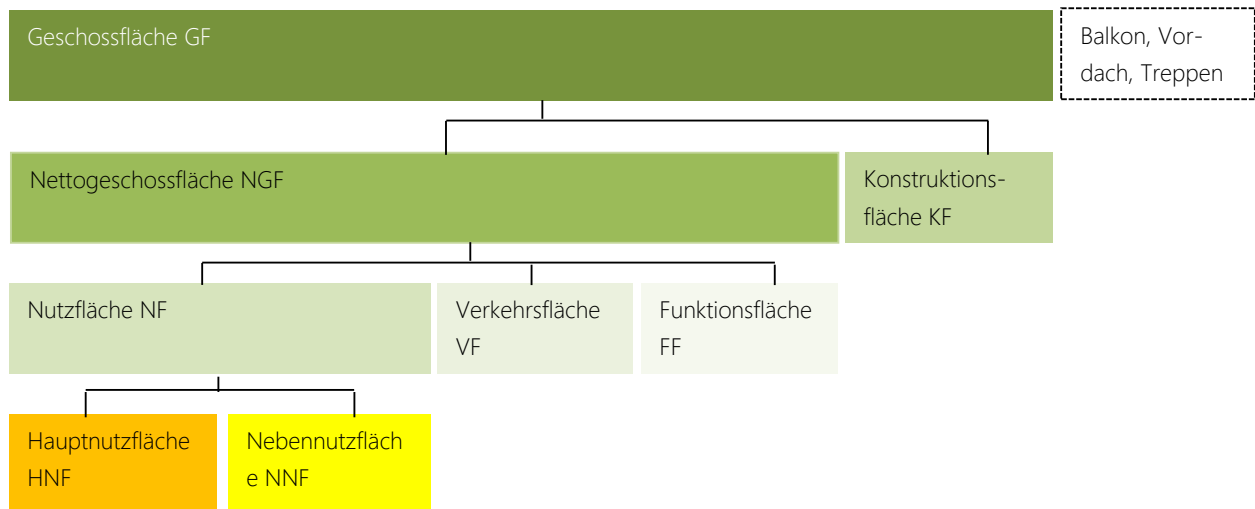 Geschossfläche GF
Balkon, Vor-
dach, Treppen
Nettogeschossfläche NGF
Konstruktions-
fläche KF
Nutzfläche NF
Verkehrsfläche
VF
Funktionsfläche
FF
Hauptnutzfläche
HNF
Nebennutzfläch
e NNF